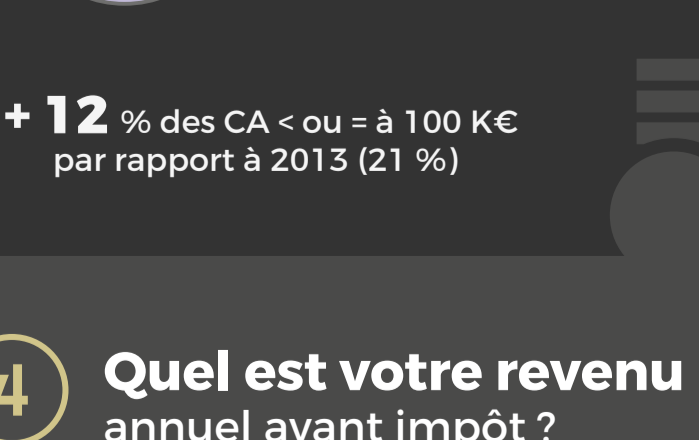 + 12 % des CA < ou = à 100 K€
par rapport à 2013 (21 %)
4
Quel est votre revenu
annuel avant impôt ?